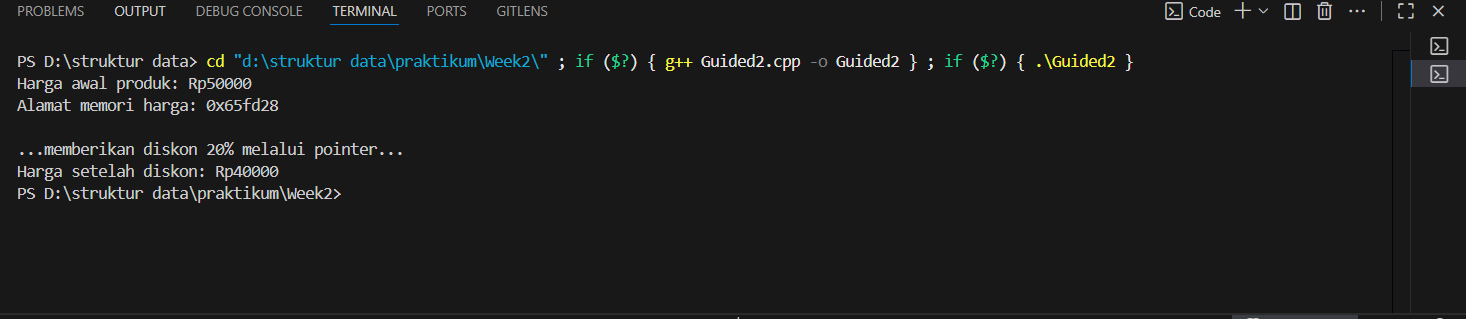 PROBLEMS OUTPUT DEBUG CONSOLE TERMINAL PORTS GITLENS Code
PS D:\struktur data> cd "d:\struktur data\praktikum\Week2\" ; if ($?) { g++ Guided2.cpp -o Guided2 } ; if ($?) { .\Guided2 }
Harga awal produk: Rp50000
Alamat memori harga: 0x65fd28
...memberikan diskon 20% melalui pointer...
Harga setelah diskon: Rp40000
PS D:\struktur data\praktikum\Week2>